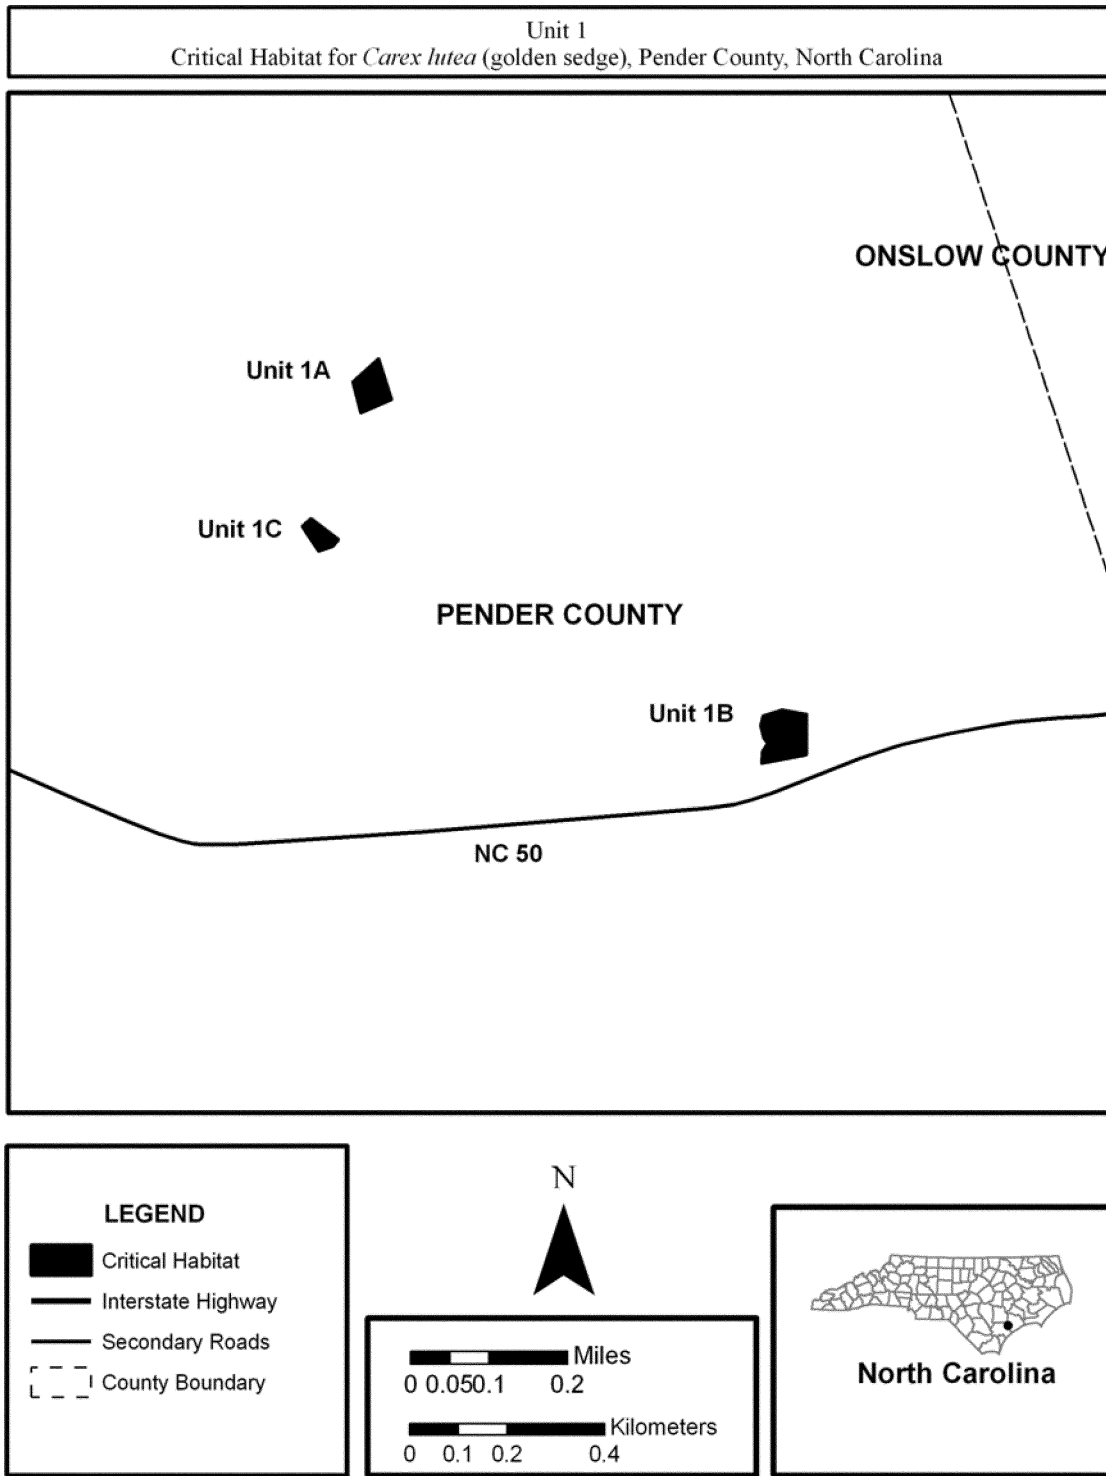 Unit 1
Critical Habitat for Carex lutea (golden sedge), Pender County, North Carolina
ONSLOW COUNTY
Unit 1A
Unit 1C
PENDER COUNTY
Unit 1B
NC 50
LEGEND
Critical Habitat
Interstate Highway
Secondary Roads
County Boundary
N
Miles
0 0.05 0.1 0.2
Kilometers
0 0.1 0.2 0.4
North Carolina